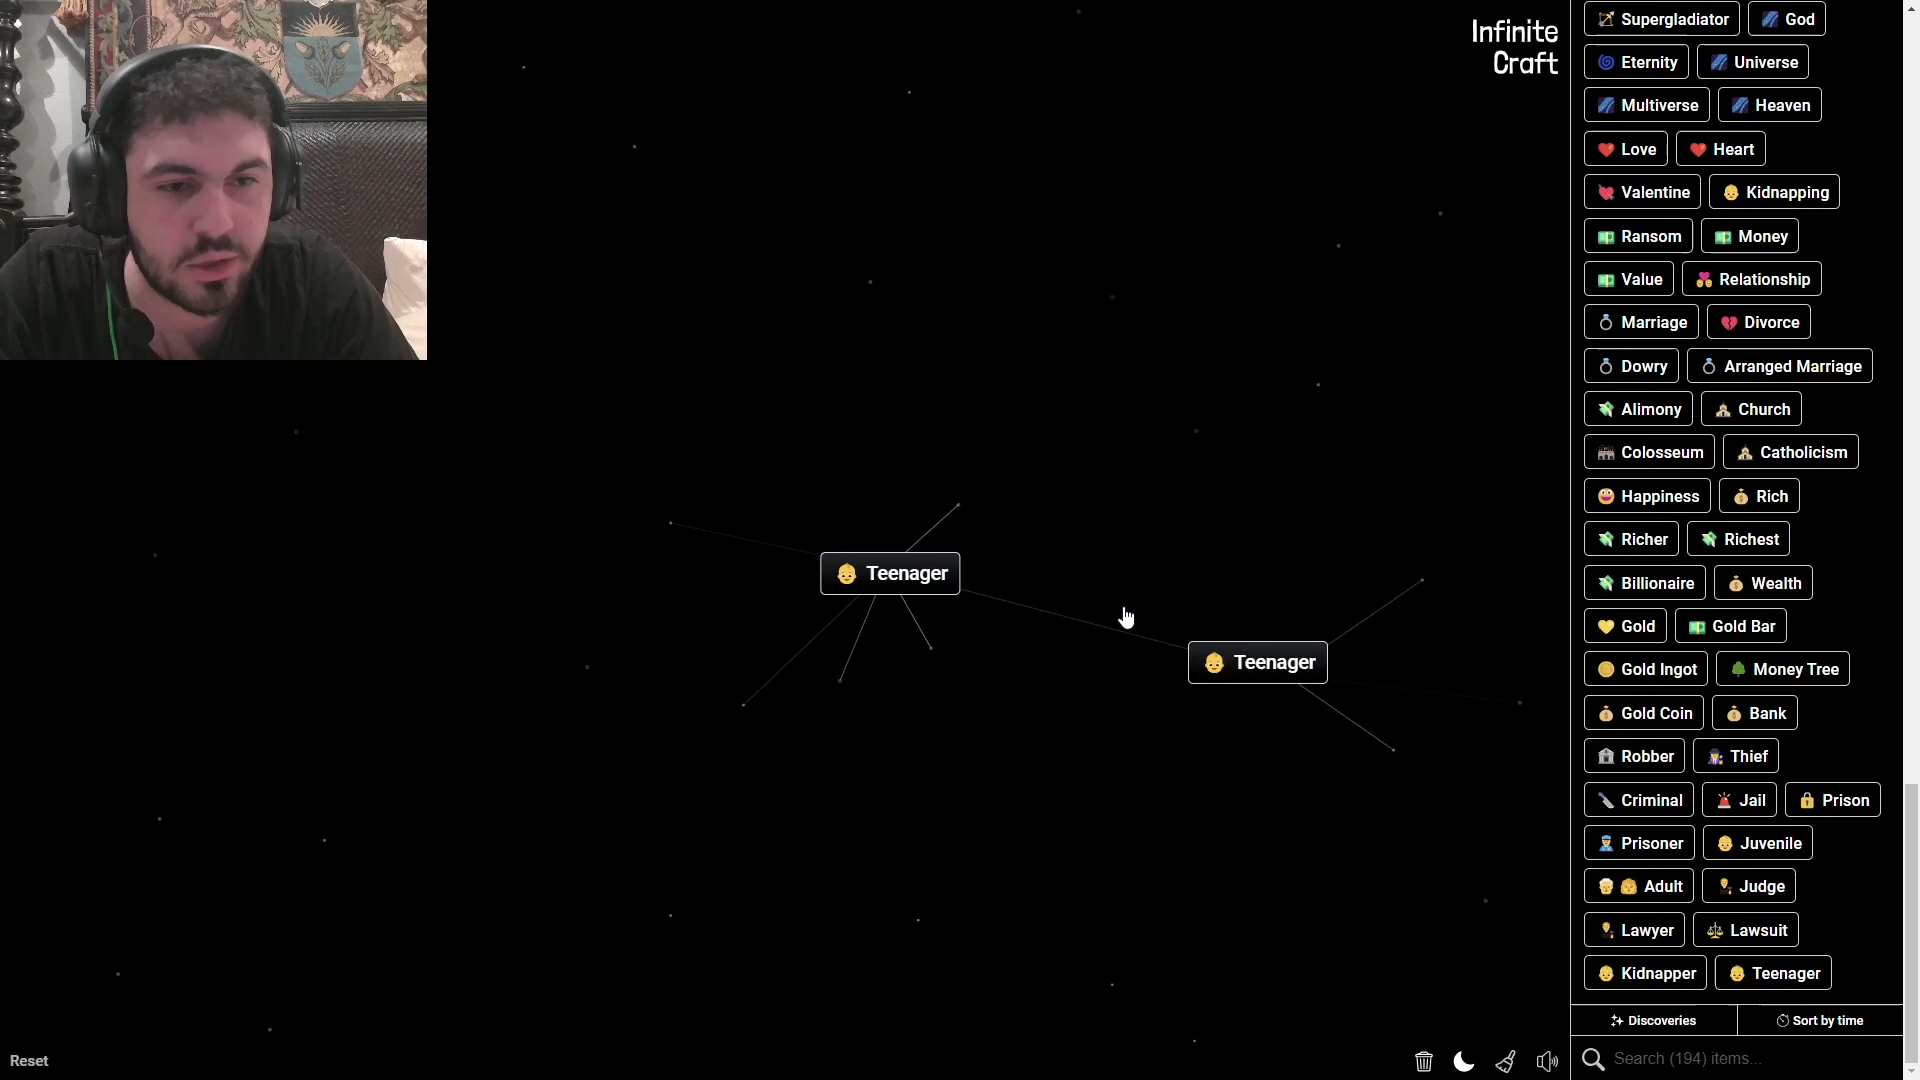 Infinite
Craft
Supergladiator God
Eternity Universe
Multiverse Heaven
Love Heart
Valentine Kidnapping
Ransom Money
Value Relationship
Marriage Divorce
Dowry Arranged Marriage
Alimony Church
Colosseum Catholicism
Happiness Rich
Richer Richest
Billionaire Wealth
Gold Gold Bar
Gold Ingot Money Tree
Gold Coin Bank
Robber Thief
Criminal Jail Prison
Prisoner Juvenile
Adult Judge
Lawyer Lawsuit
Kidnapper Teenager
Teenager
Teenager
Discoveries Sort by time
Search (194) items...
Reset